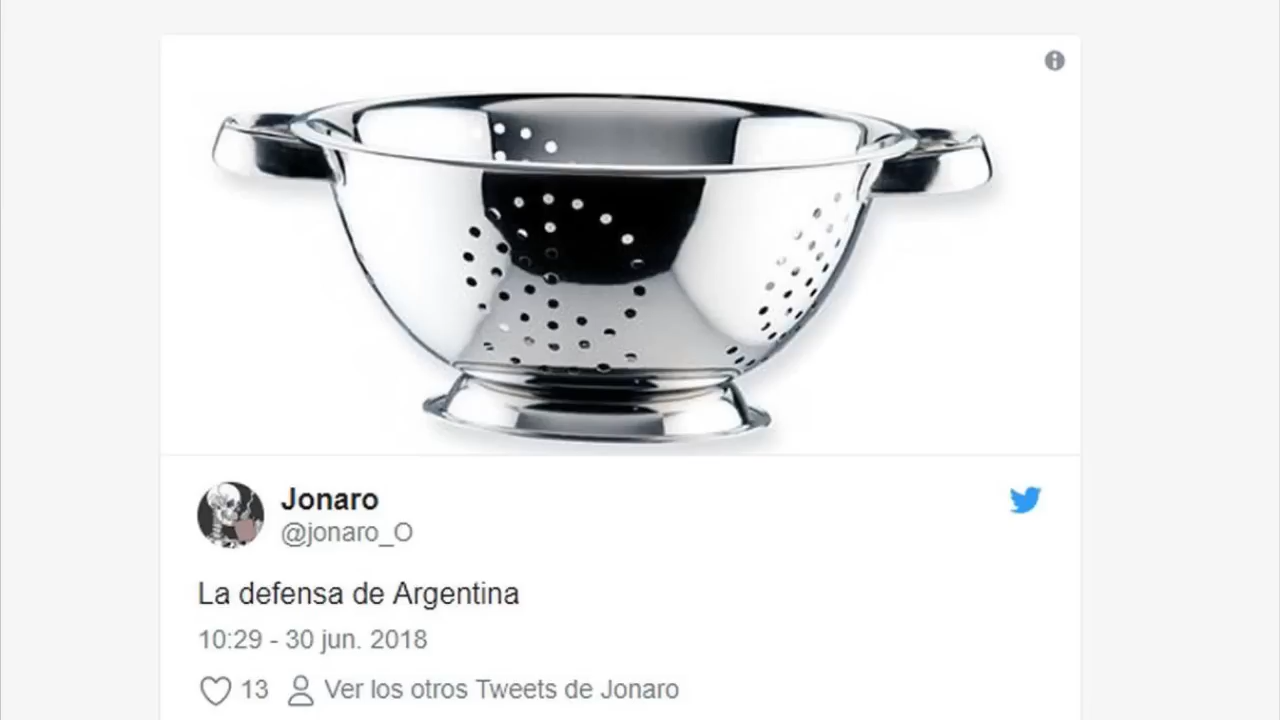 Jonaro
@jonaro_O
La defensa de Argentina
10:29 - 30 jun. 2018
13 Ver los otros Tweets de Jonaro